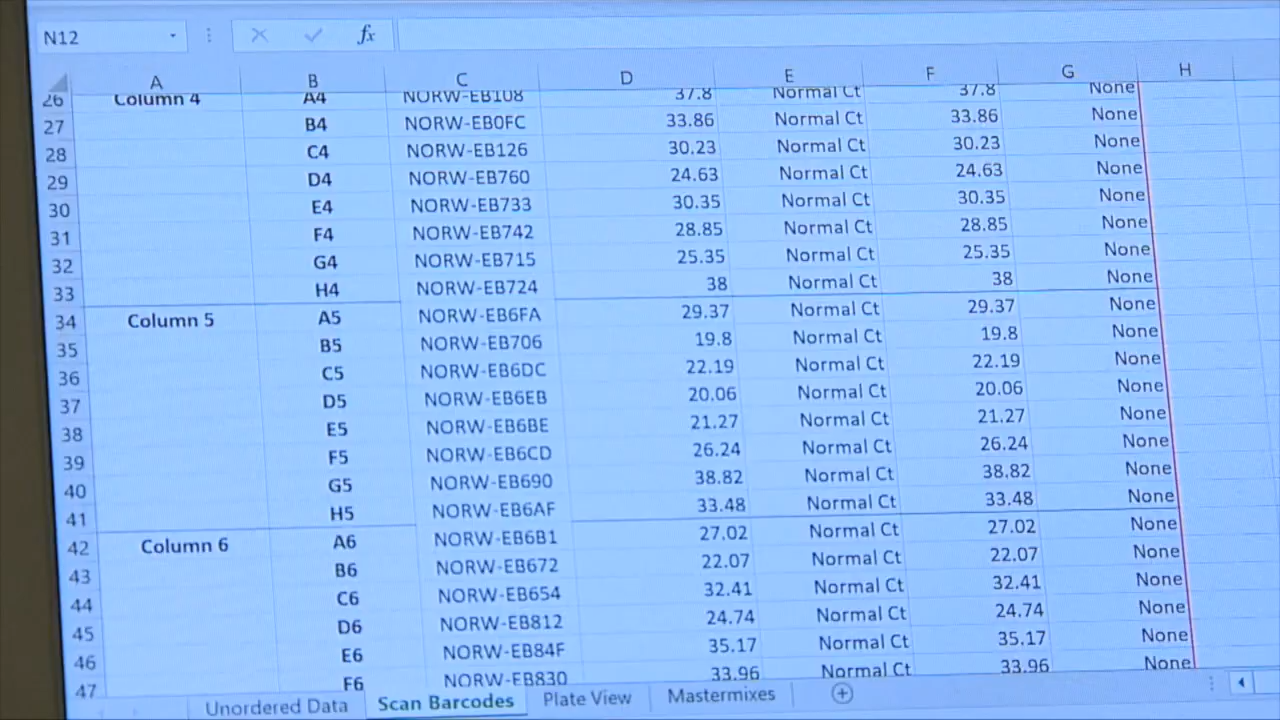 N12 fx
A B C D E F G H
26 Column 4 A4 NORW-EB108 37.8 Normal Ct 37.8 None
27 B4 NORW-EB0FC 33.86 Normal Ct 33.86 None
28 C4 NORW-EB126 30.23 Normal Ct 30.23 None
29 D4 NORW-EB760 24.63 Normal Ct 24.63 None
30 E4 NORW-EB733 30.35 Normal Ct 30.35 None
31 F4 NORW-EB742 28.85 Normal Ct 28.85 None
32 G4 NORW-EB715 25.35 Normal Ct 25.35 None
33 H4 NORW-EB724 38 Normal Ct 38 None
34 Column 5 A5 NORW-EB6FA 29.37 Normal Ct 29.37 None
35 B5 NORW-EB706 19.8 Normal Ct 19.8 None
36 C5 NORW-EB6DC 22.19 Normal Ct 22.19 None
37 D5 NORW-EB6EB 20.06 Normal Ct 20.06 None
38 E5 NORW-EB6BE 21.27 Normal Ct 21.27 None
39 F5 NORW-EB6CD 26.24 Normal Ct 26.24 None
40 G5 NORW-EB690 38.82 Normal Ct 38.82 None
41 H5 NORW-EB6AF 33.48 Normal Ct 33.48 None
42 Column 6 A6 NORW-EB6B1 27.02 Normal Ct 27.02 None
43 B6 NORW-EB672 22.07 Normal Ct 22.07 None
44 C6 NORW-EB654 32.41 Normal Ct 32.41 None
45 D6 NORW-EB812 24.74 Normal Ct 24.74 None
46 E6 NORW-EB84F 35.17 Normal Ct 35.17 None
47 F6 NORW-EB830 33.96 Normal Ct 33.96 None
Unordered Data Scan Barcodes Plate View Mastermixes